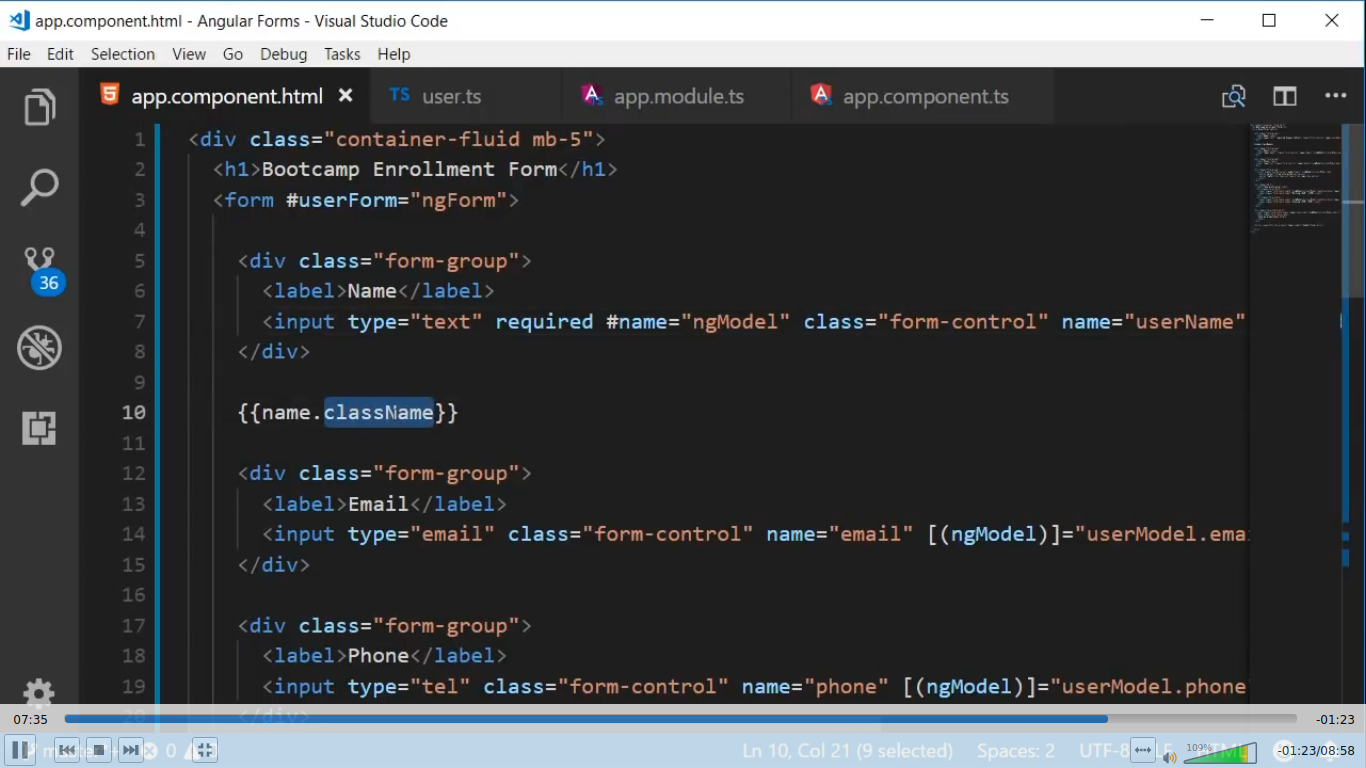 app.component.html - Angular Forms - Visual Studio Code
File Edit Selection View Go Debug Tasks Help
app.component.html TS user.ts app.module.ts app.component.ts
1 <div class="container-fluid mb-5">
2 <h1>Bootcamp Enrollment Form</h1>
3 <form #userForm="ngForm">
4
5 <div class="form-group">
6 <label>Name</label>
7 <input type="text" required #name="ngModel" class="form-control" name="userName"
8 </div>
9
10 {{name.className}}
11
12 <div class="form-group">
13 <label>Email</label>
14 <input type="email" class="form-control" name="email" [(ngModel)]="userModel.emai
15 </div>
16
17 <div class="form-group">
18 <label>Phone</label>
19 <input type="tel" class="form-control" name="phone" [(ngModel)]="userModel.phone
20 </div>
36
07:35 -01:23
0 Ln 10, Col 21 (9 selected) Spaces: 2 UTF-8 109% -01:23/08:58